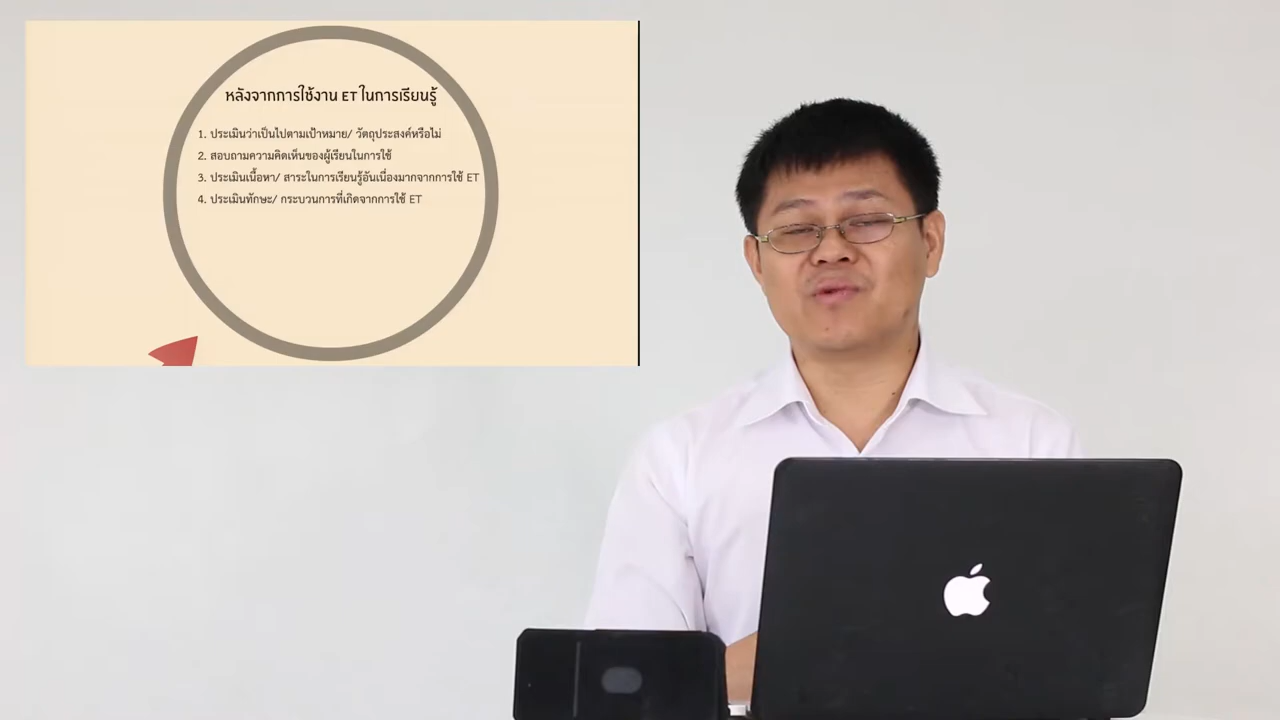 หลังจากการใช้งาน ET ในการเรียนรู้
1. ประเมินว่าเป็นไปตามเป้าหมาย/ วัตถุประสงค์หรือไม่
2. สอบถามความคิดเห็นของผู้เรียนในการใช้
3. ประเมินเนื้อหา/ สาระในการเรียนรู้อันเนื่องมากจากการใช้ ET
4. ประเมินทักษะ/ กระบวนการที่เกิดจากการใช้ ET